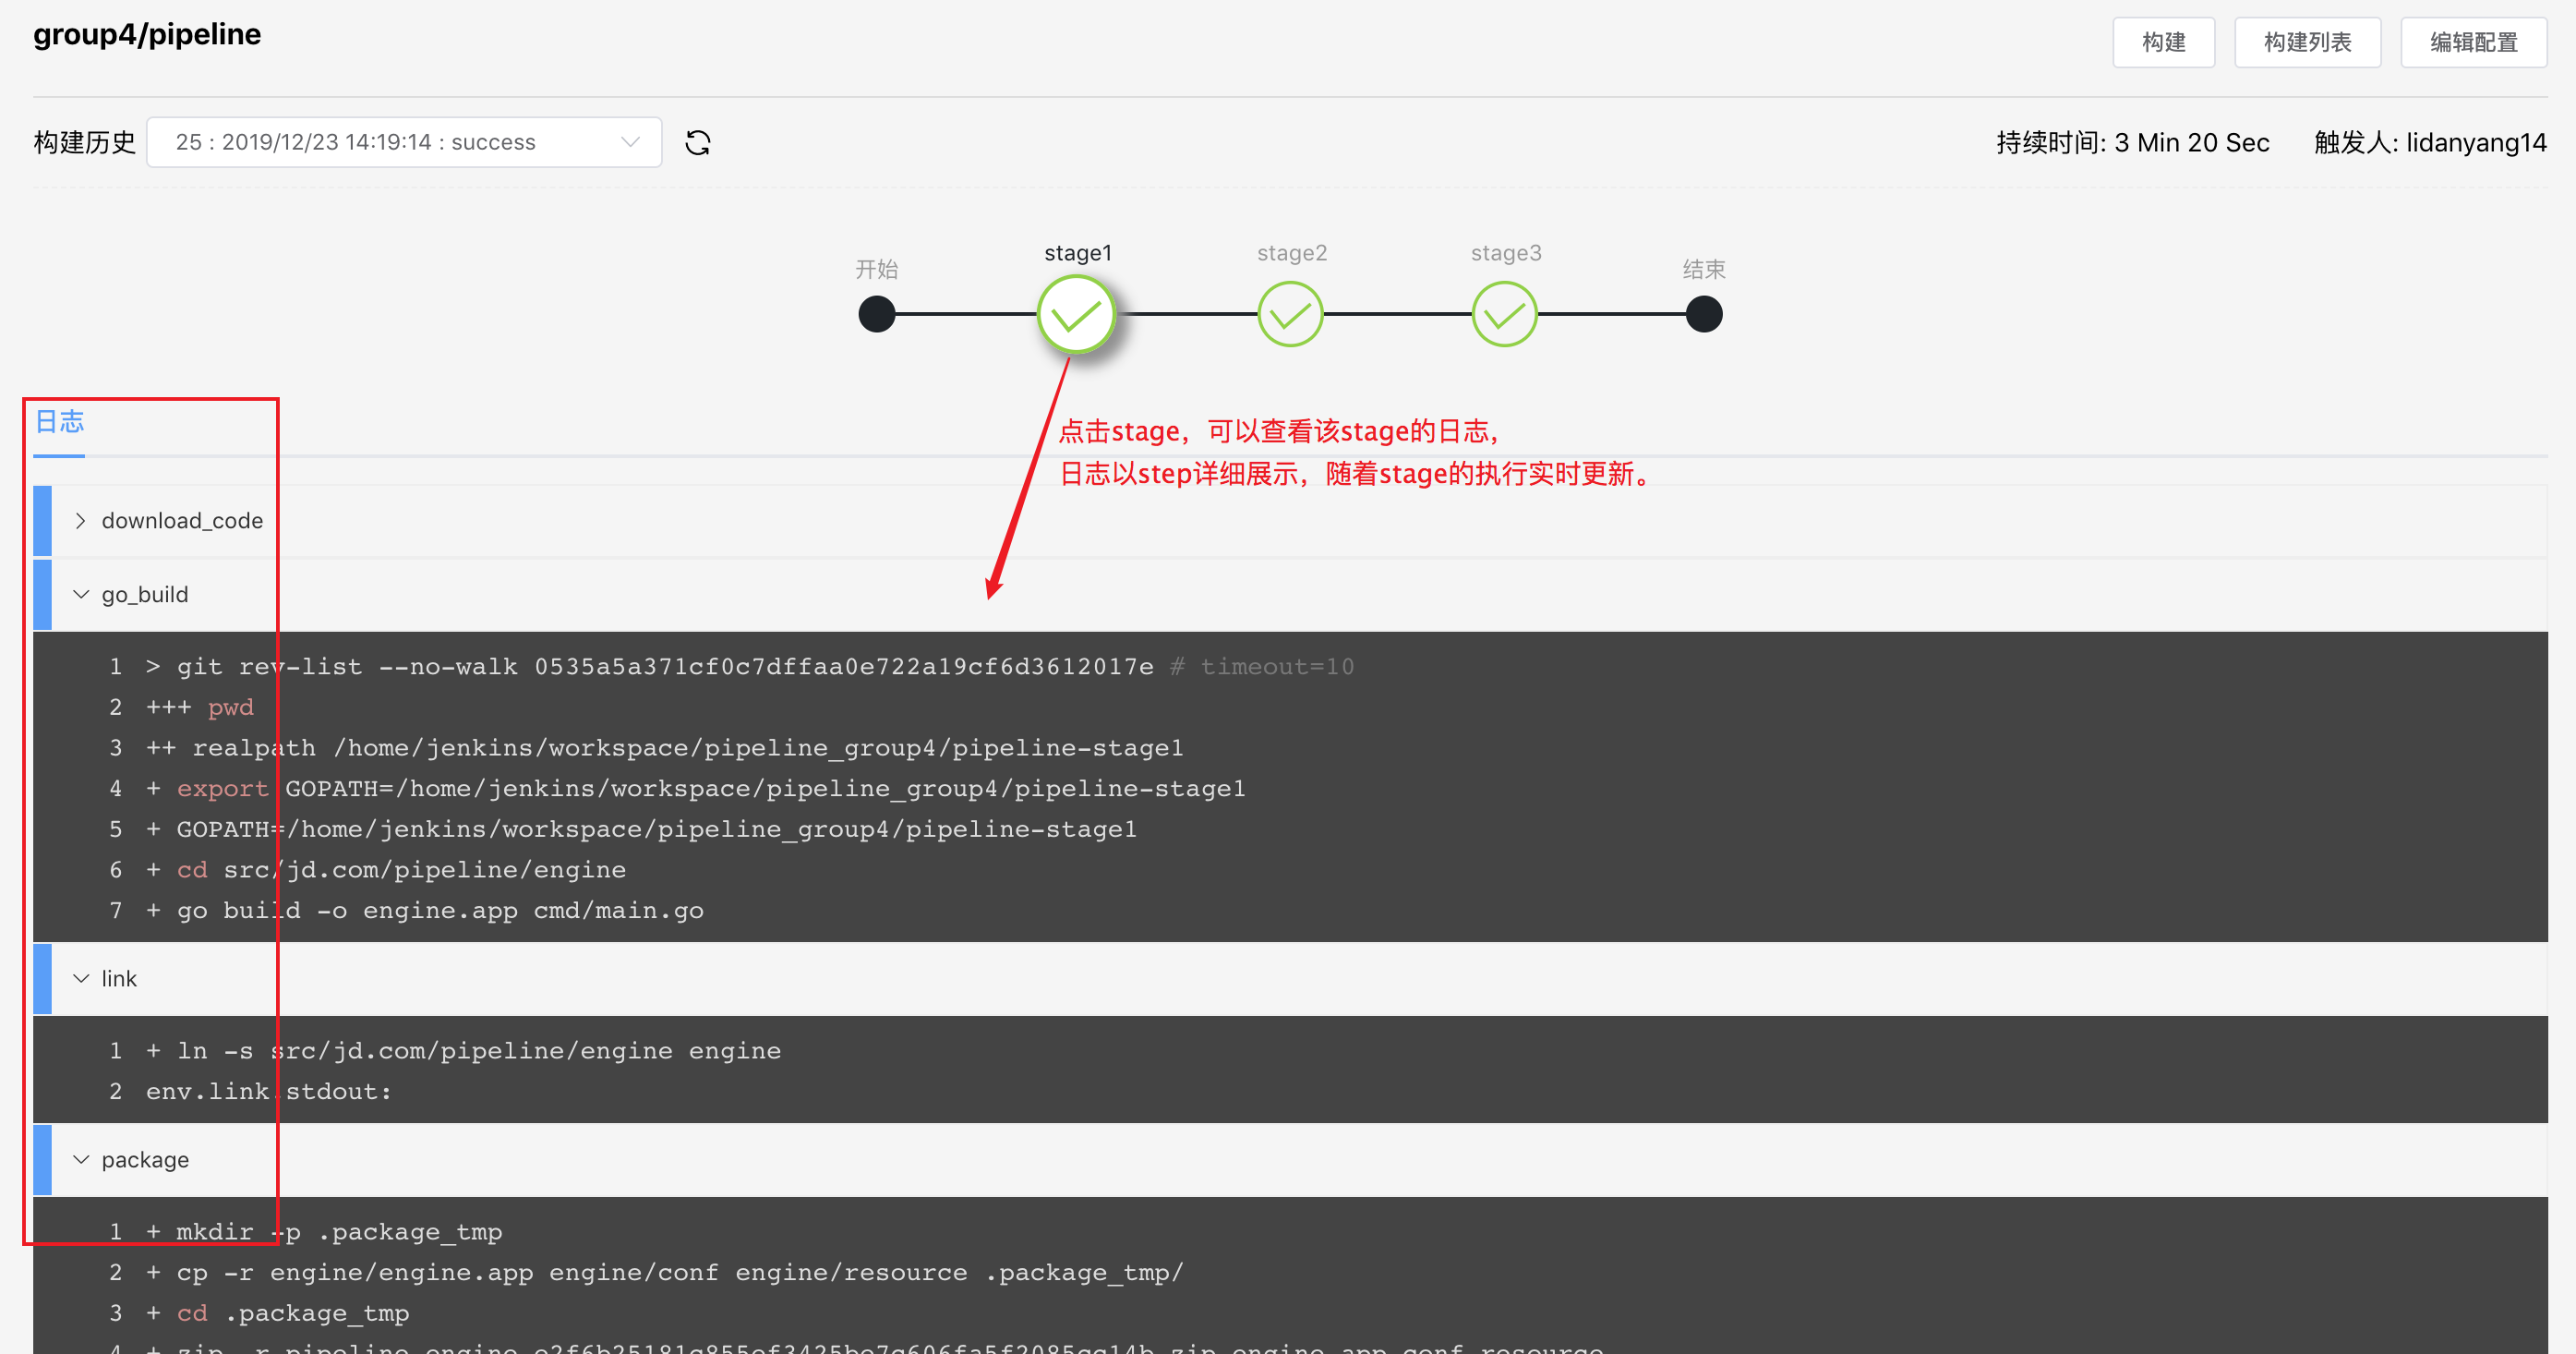 group4/pipeline
构建 构建列表 编辑配置
构建历史 25 : 2019/12/23 14:19:14 : success 持续时间: 3 Min 20 Sec 触发人: lidanyang14
开始 stage1 stage2 stage3 结束
点击stage，可以查看该stage的日志，
日志以step详细展示，随着stage的执行实时更新。
日志
download_code
go_build
1 > git rev-list --no-walk 0535a5a371cf0c7dffaa0e722a19cf6d3612017e # timeout=10
2 +++ pwd
3 ++ realpath /home/jenkins/workspace/pipeline_group4/pipeline-stage1
4 + export GOPATH=/home/jenkins/workspace/pipeline_group4/pipeline-stage1
5 + GOPATH=/home/jenkins/workspace/pipeline_group4/pipeline-stage1
6 + cd src/jd.com/pipeline/engine
7 + go build -o engine.app cmd/main.go
link
1 + ln -s src/jd.com/pipeline/engine engine
2 env.link.stdout:
package
1 + mkdir -p .package_tmp
2 + cp -r engine/engine.app engine/conf engine/resource .package_tmp/
3 + cd .package_tmp
4 + zip -r